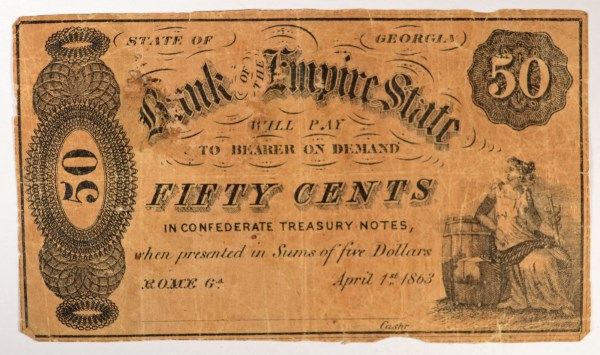 STATE OF GEORGIA
50
Bank OF THE Empire State
50
WILL PAY
TO BEARER ON DEMAND
FIFTY CENTS
IN CONFEDERATE TREASURY NOTES,
when presented in Sums of five Dollars
ROME Ga April 1st 1863
Cashr